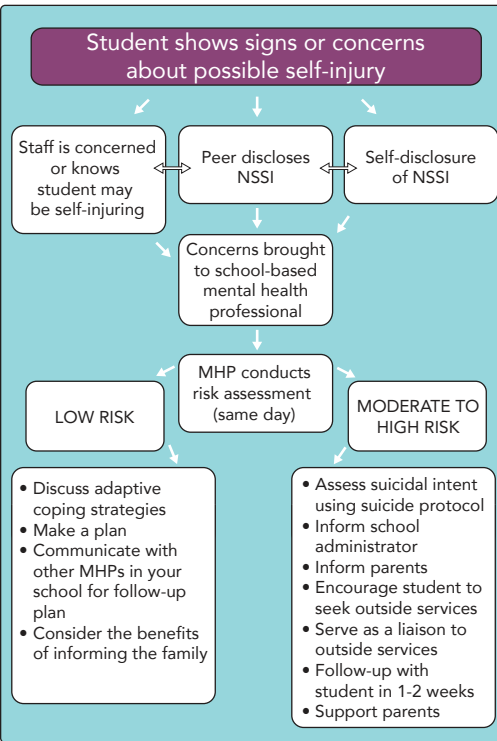 Student shows signs or concerns
about possible self-injury
Staff is concerned
or knows
student may
be self-injuring
Peer discloses
NSSI
Self-disclosure
of NSSI
Concerns brought
to school-based
mental health
professional
MHP conducts
risk assessment
(same day)
LOW RISK
MODERATE TO
HIGH RISK
• Discuss adaptive
coping strategies
• Make a plan
• Communicate with
other MHPs in your
school for follow-up
plan
• Consider the benefits
of informing the family
• Assess suicidal intent
using suicide protocol
• Inform school
administrator
• Inform parents
• Encourage student to
seek outside services
• Serve as a liaison to
outside services
• Follow-up with
student in 1-2 weeks
• Support parents